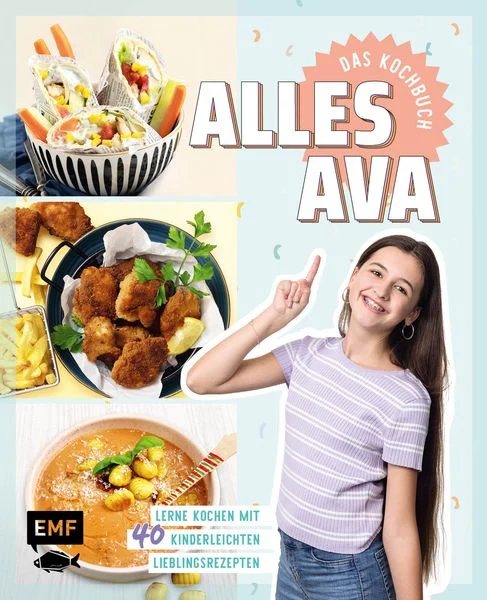 DAS KOCHBUCH
ALLES
AVA
LERNE KOCHEN MIT
40 KINDERLEICHTEN
LIEBLINGSREZEPTEN
EMF